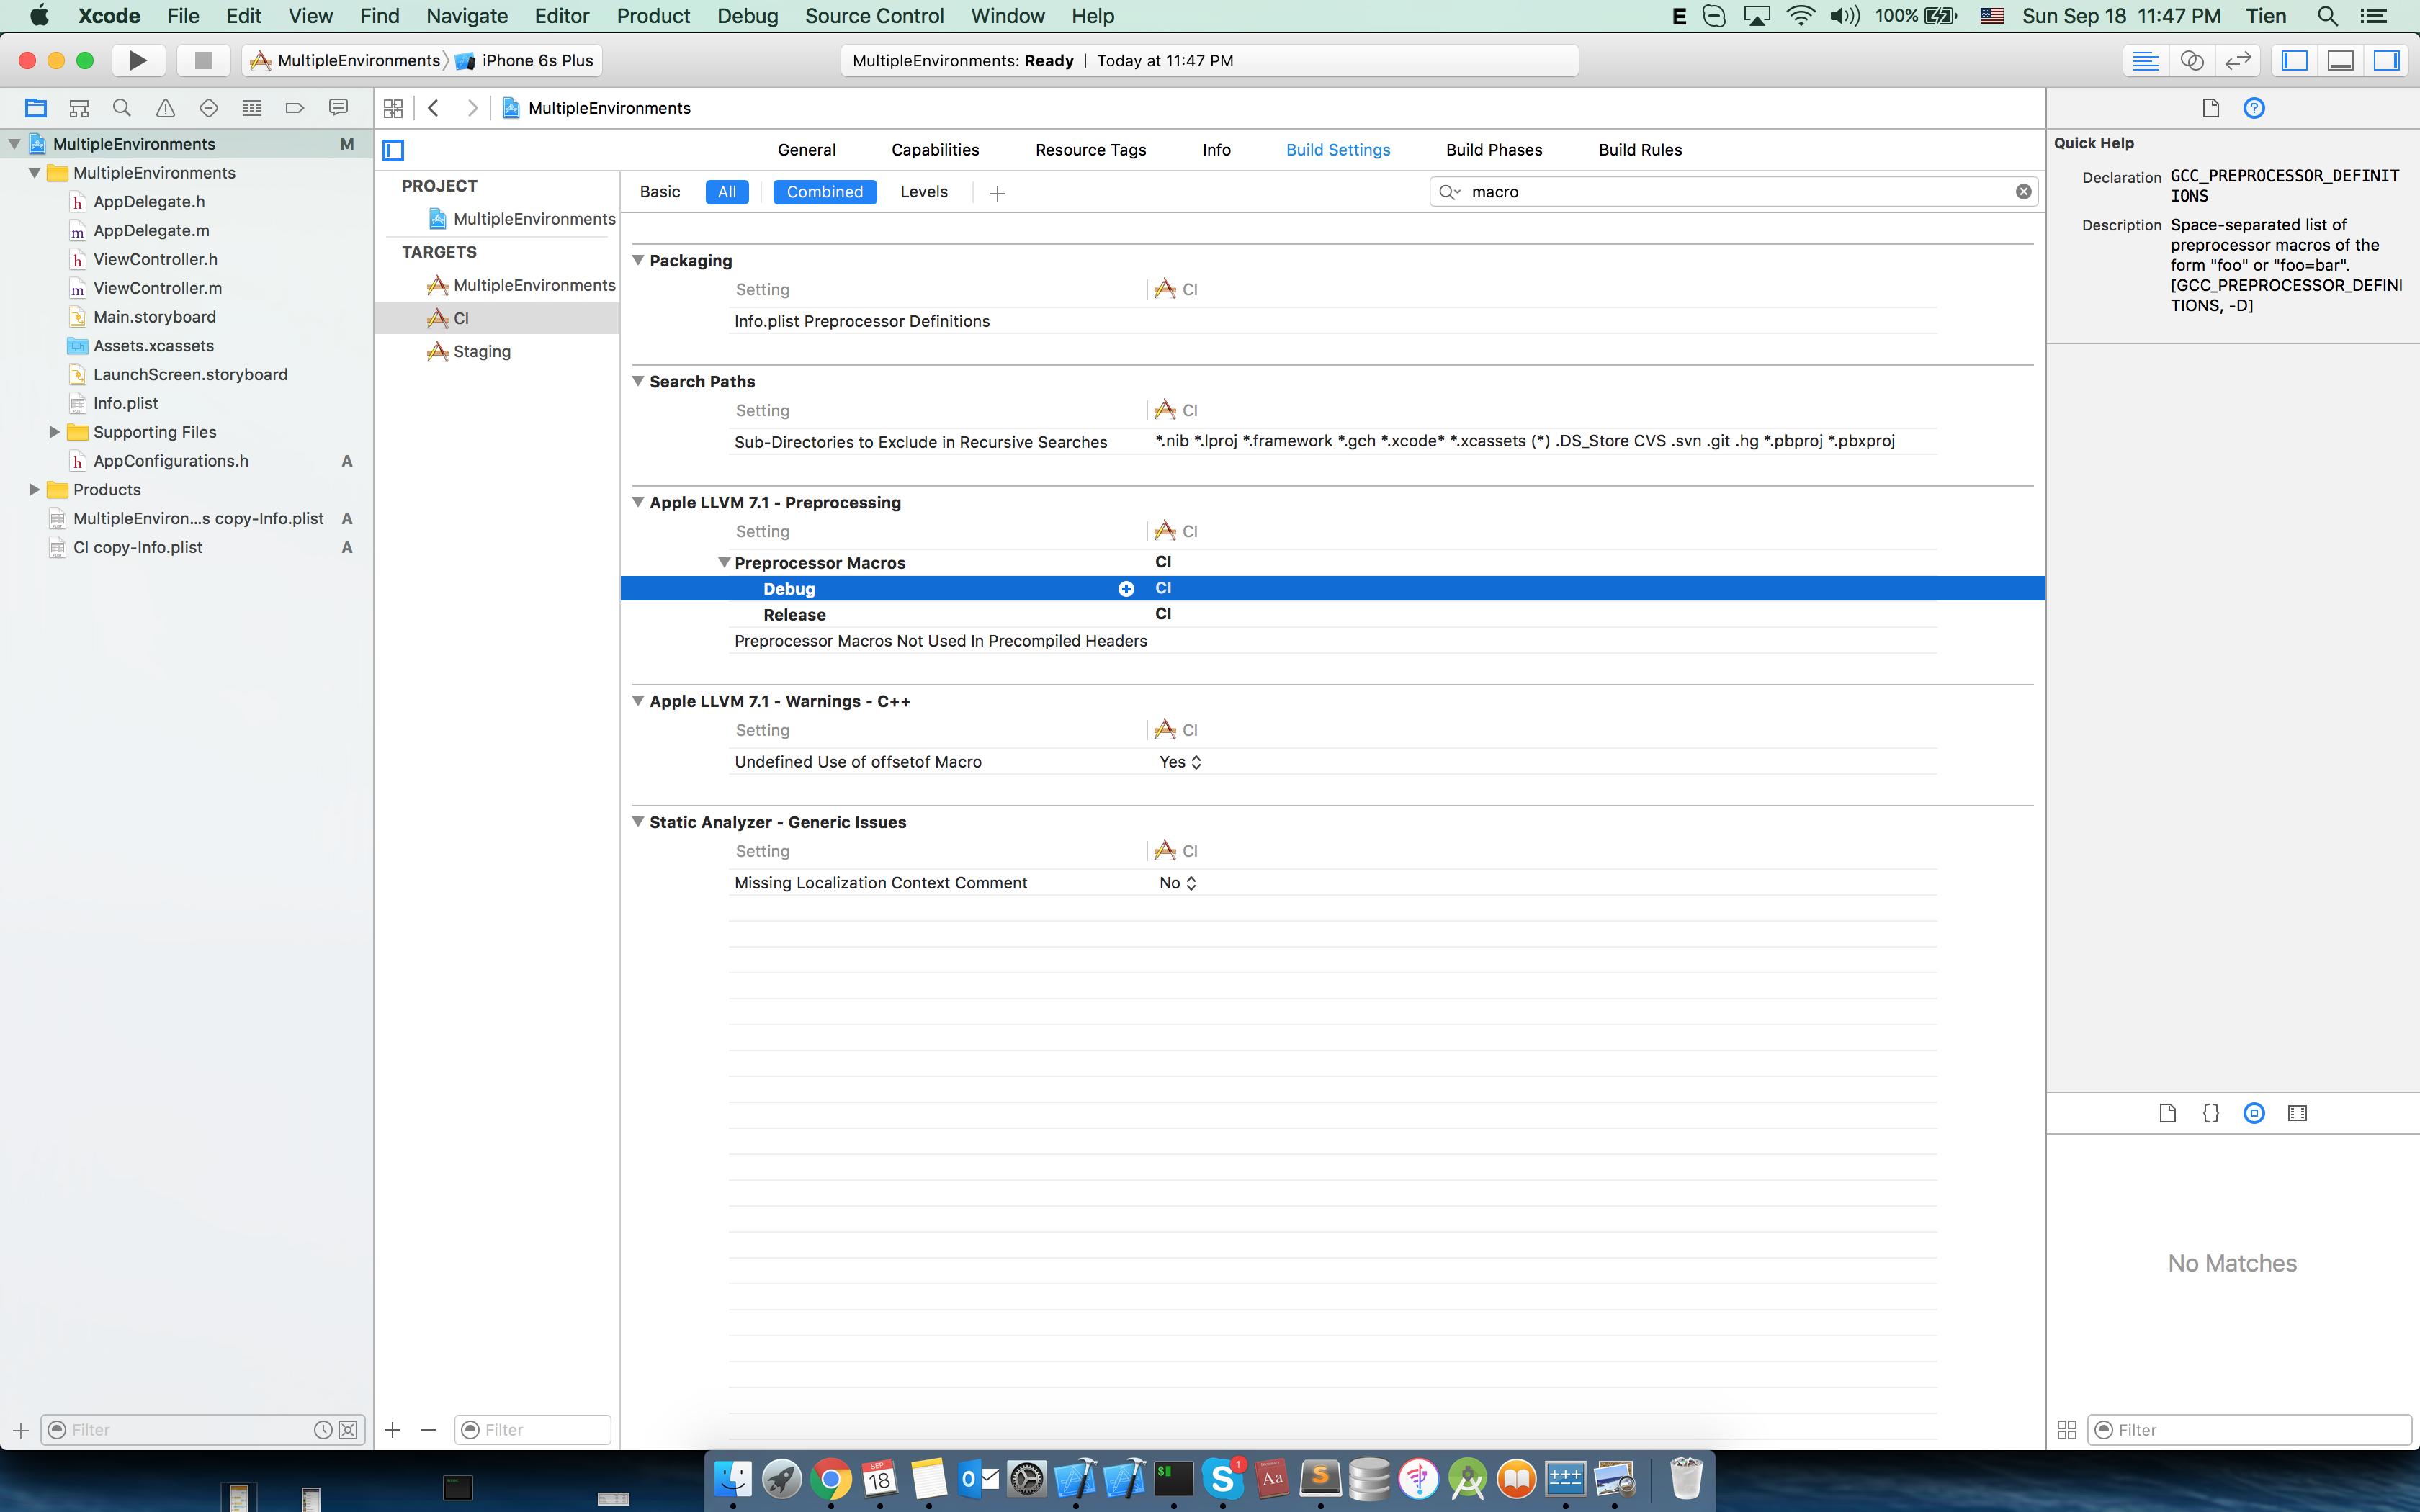 Xcode File Edit View Find Navigate Editor Product Debug Source Control Window Help E 100% Sun Sep 18 11:47 PM Tien
MultipleEnvironments iPhone 6s Plus MultipleEnvironments: Ready | Today at 11:47 PM
MultipleEnvironments
MultipleEnvironments M
MultipleEnvironments
h AppDelegate.h
m AppDelegate.m
h ViewController.h
m ViewController.m
Main.storyboard
Assets.xcassets
LaunchScreen.storyboard
Info.plist
Supporting Files
h AppConfigurations.h A
Products
MultipleEnviron...s copy-Info.plist A
CI copy-Info.plist A
Filter
General Capabilities Resource Tags Info Build Settings Build Phases Build Rules
PROJECT
MultipleEnvironments
TARGETS
MultipleEnvironments
CI
Staging
Filter
Basic All Combined Levels macro
Packaging
Setting CI
Info.plist Preprocessor Definitions
Search Paths
Setting CI
Sub-Directories to Exclude in Recursive Searches *.nib *.lproj *.framework *.gch *.xcode* *.xcassets (*) .DS_Store CVS .svn .git .hg *.pbproj *.pbxproj
Apple LLVM 7.1 - Preprocessing
Setting CI
Preprocessor Macros CI
Debug CI
Release CI
Preprocessor Macros Not Used In Precompiled Headers
Apple LLVM 7.1 - Warnings - C++
Setting CI
Undefined Use of offsetof Macro Yes
Static Analyzer - Generic Issues
Setting CI
Missing Localization Context Comment No
Quick Help
Declaration GCC_PREPROCESSOR_DEFINIT
IONS
Description Space-separated list of
preprocessor macros of the
form "foo" or "foo=bar".
[GCC_PREPROCESSOR_DEFINI
TIONS, -D]
{}
No Matches
Filter
SEP
18
O
$
S 1
Aa
S
+++